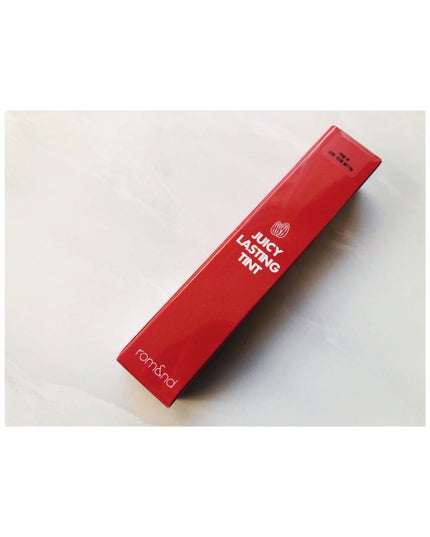 JUICY
LASTING
TINT
rom&nd